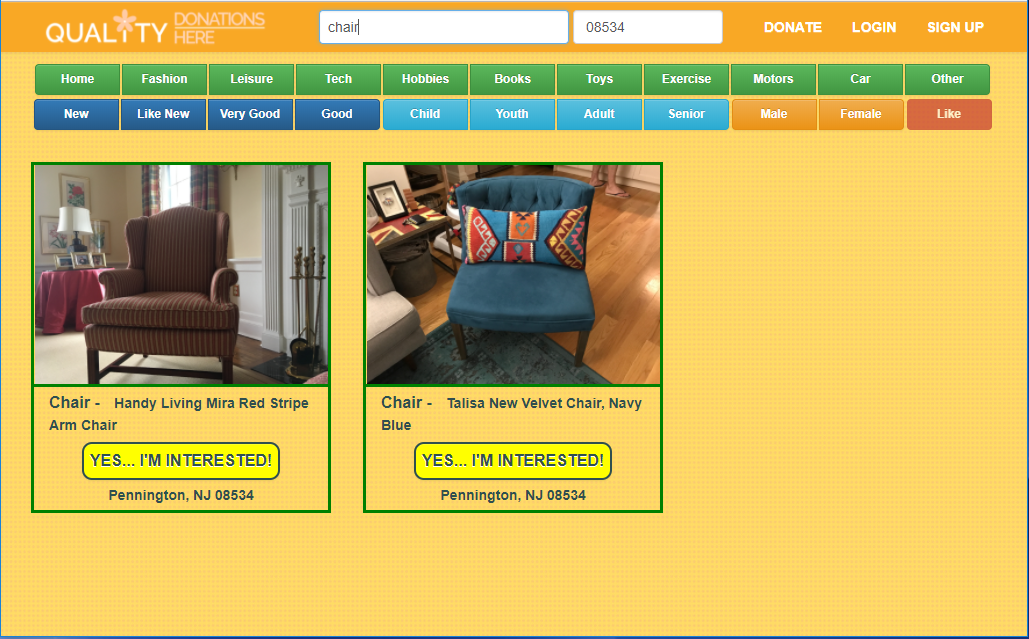 QUALITY DONATIONS HERE
chair
08534
DONATE LOGIN SIGN UP
Home Fashion Leisure Tech Hobbies Books Toys Exercise Motors Car Other
New Like New Very Good Good Child Youth Adult Senior Male Female Like
Chair - Handy Living Mira Red Stripe
Arm Chair
YES... I'M INTERESTED!
Pennington, NJ 08534
Chair - Talisa New Velvet Chair, Navy
Blue
YES... I'M INTERESTED!
Pennington, NJ 08534